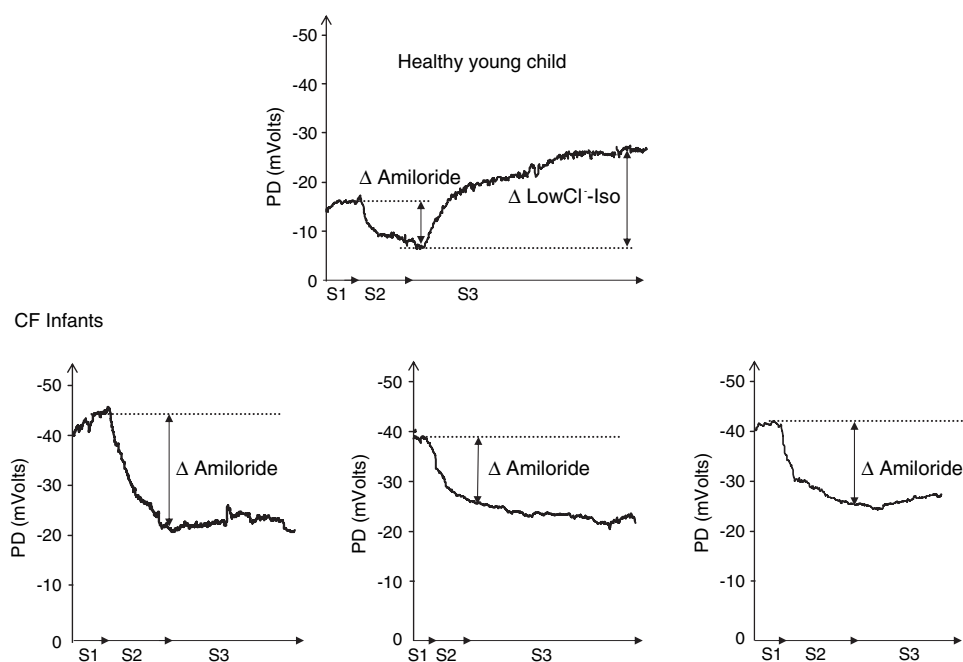 Healthy young child
PD (mVolts)
-50
-40
-30
-20
-10
0
Δ Amiloride
Δ LowCl⁻-Iso
S1 S2 S3
CF Infants
PD (mVolts)
-50
-40
-30
-20
-10
0
Δ Amiloride
S1 S2 S3
PD (mVolts)
-50
-40
-30
-20
-10
0
Δ Amiloride
S1 S2 S3
PD (mVolts)
-50
-40
-30
-20
-10
0
Δ Amiloride
S1 S2 S3